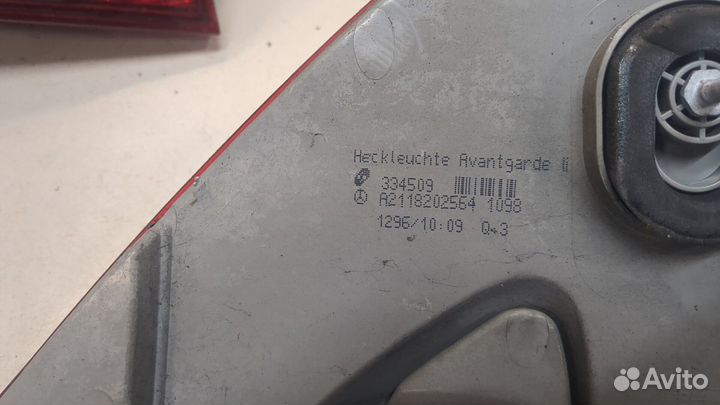 Heckleuchte Avantgarde
334509
A2118202564 1098
1296/10:09 Q.3
Avito